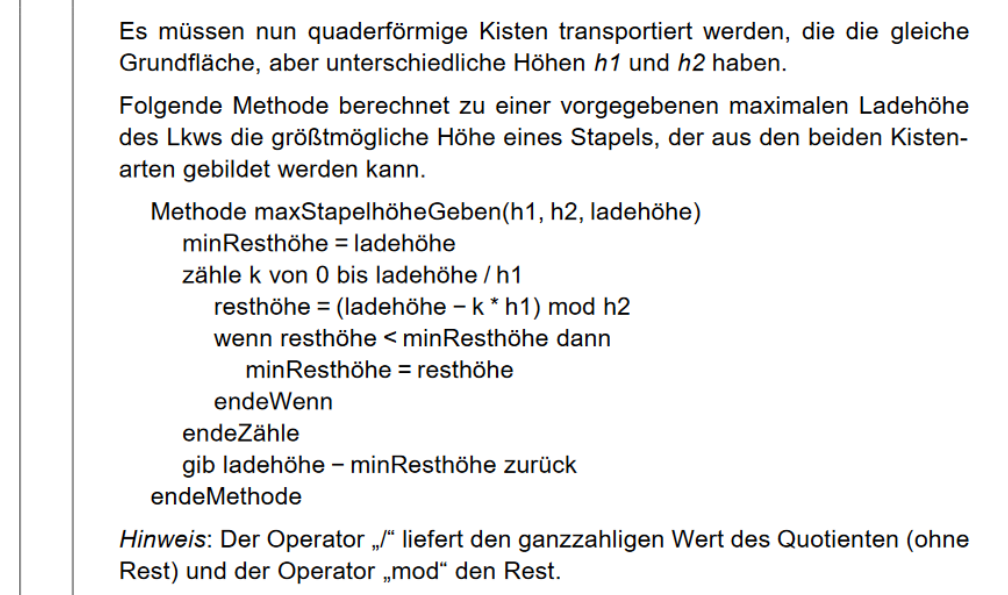 Es müssen nun quaderförmige Kisten transportiert werden, die die gleiche
Grundfläche, aber unterschiedliche Höhen h1 und h2 haben.
Folgende Methode berechnet zu einer vorgegebenen maximalen Ladehöhe
des Lkws die größtmögliche Höhe eines Stapels, der aus den beiden Kisten-
arten gebildet werden kann.
Methode maxStapelhöheGeben(h1, h2, ladehöhe)
minResthöhe = ladehöhe
zähle k von 0 bis ladehöhe / h1
resthöhe = (ladehöhe – k * h1) mod h2
wenn resthöhe < minResthöhe dann
minResthöhe = resthöhe
endeWenn
endeZähle
gib ladehöhe – minResthöhe zurück
endeMethode
Hinweis: Der Operator „/“ liefert den ganzzahligen Wert des Quotienten (ohne
Rest) und der Operator „mod“ den Rest.